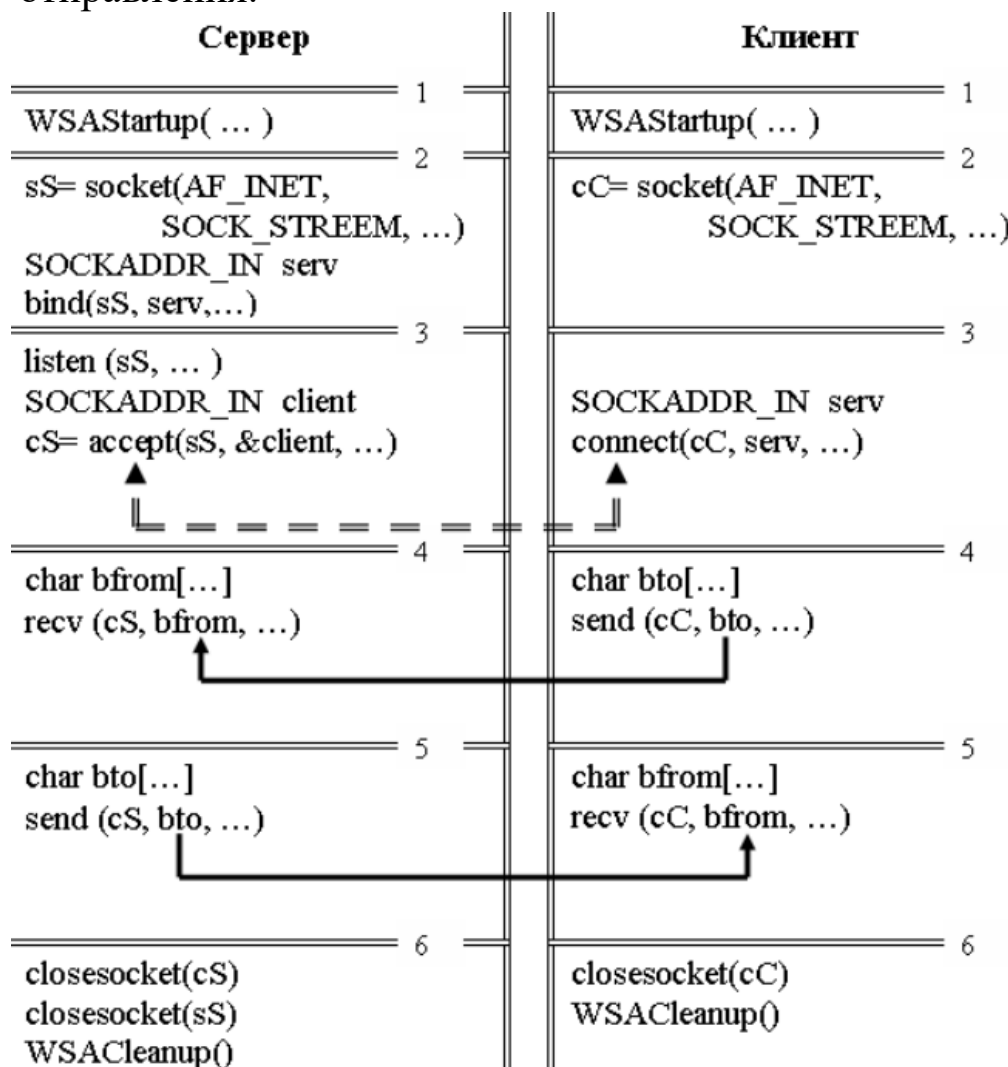 отправления.
Сервер
1
WSAStartup( … )
2
sS= socket(AF_INET,
SOCK_STREEM, …)
SOCKADDR_IN serv
bind(sS, serv,…)
3
listen (sS, … )
SOCKADDR_IN client
cS= accept(sS, &client, …)
4
char bfrom[…]
recv (cS, bfrom, …)
5
char bto[…]
send (cS, bto, …)
6
closesocket(cS)
closesocket(sS)
WSACleanup()
Клиент
1
WSAStartup( … )
2
cC= socket(AF_INET,
SOCK_STREEM, …)
3
SOCKADDR_IN serv
connect(cC, serv, …)
4
char bto[…]
send (cC, bto, …)
5
char bfrom[…]
recv (cC, bfrom, …)
6
closesocket(cC)
WSACleanup()